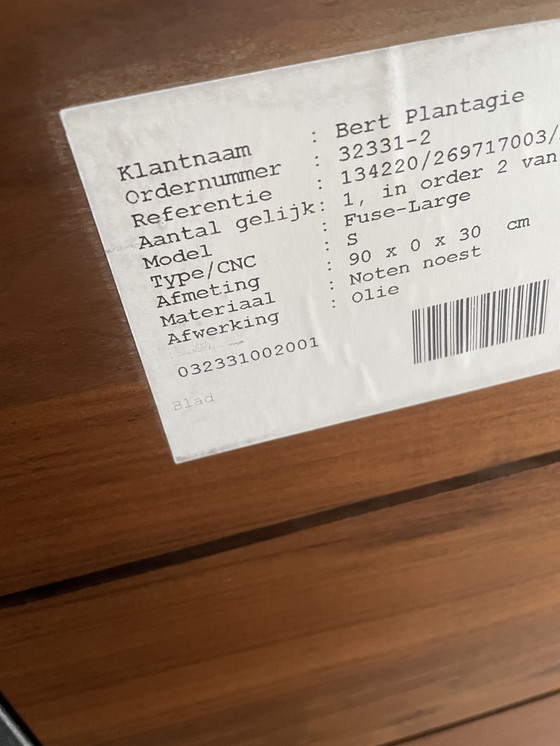 Klantnaam : Bert Plantagie
Ordernummer : 32331-2
Referentie : 134220/269717003/
Aantal gelijk: 1, in order 2 van
Model : Fuse-Large
Type/CNC : S
Afmeting : 90 x 0 x 30 cm
Materiaal : Noten noest
Afwerking : Olie
032331002001
Blad